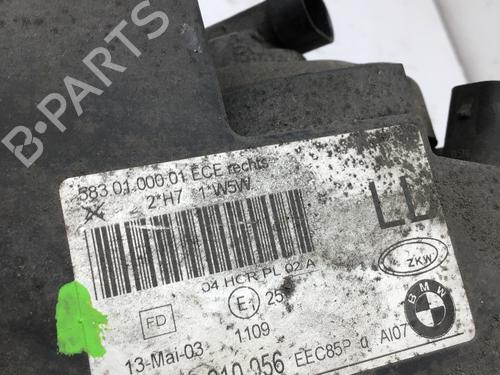 B-PARTS
583.01.000.01 ECE rechts
2*H7 1*W5W
LL
04 HCR PL 02 A
ZKW
E1 25
FD
1109
BMW
13-Mai-03
EEC85P d AI07